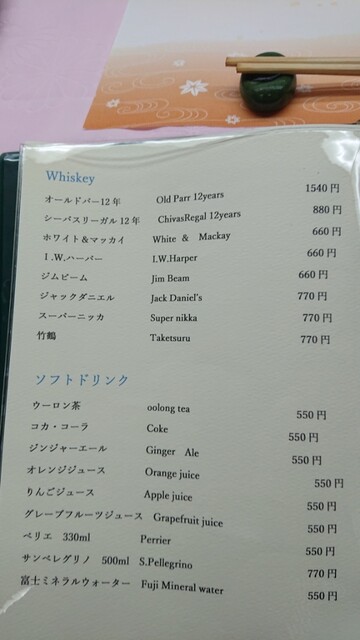 Whiskey
オールドパー12年 Old Parr 12years 1540円
シーバスリーガル12年 ChivasRegal 12years 880円
ホワイト＆マッカイ White & Mackay 660円
I.W.ハーパー I.W.Harper 660円
ジムビーム Jim Beam 660円
ジャックダニエル Jack Daniel's 770円
スーパーニッカ Super nikka 770円
竹鶴 Taketsuru 770円
ソフトドリンク
ウーロン茶 oolong tea 550円
コカ・コーラ Coke 550円
ジンジャーエール Ginger Ale 550円
オレンジジュース Orange juice 550円
りんごジュース Apple juice 550円
グレープフルーツジュース Grapefruit juice 550円
ペリエ 330ml Perrier 550円
サンペレグリノ 500ml S.Pellegrino 770円
富士ミネラルウォーター Fuji Mineral water 550円